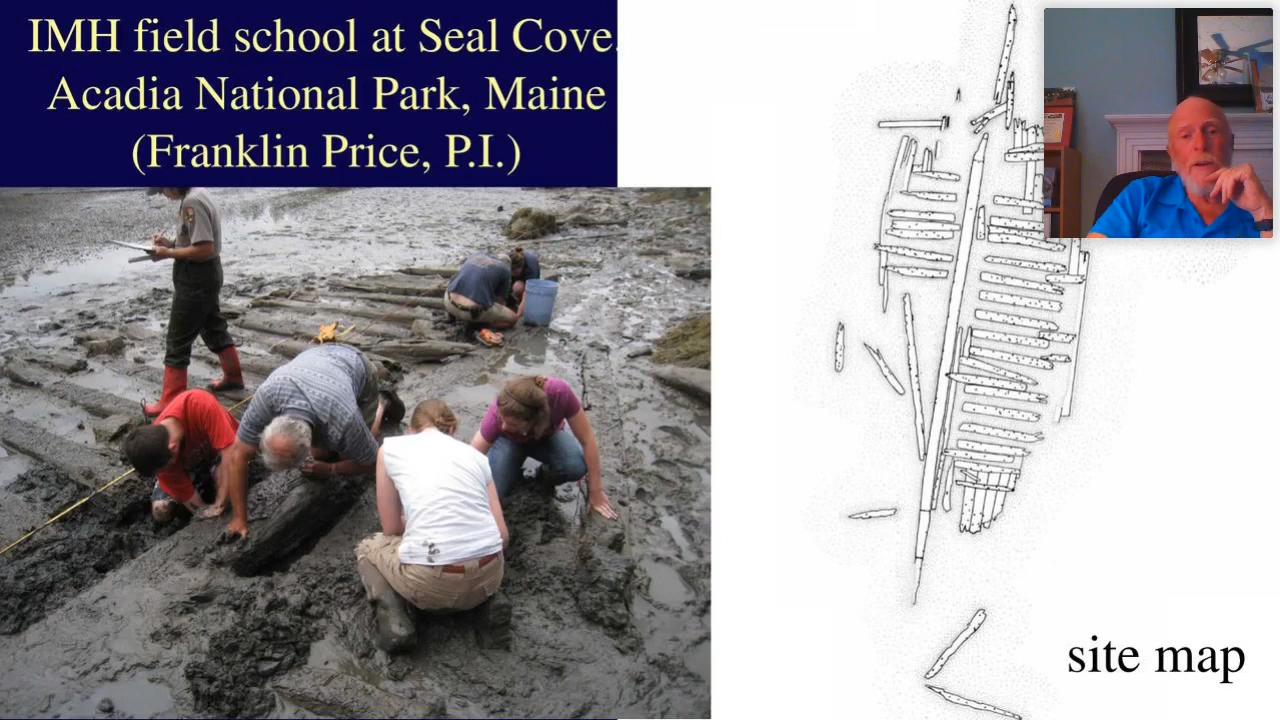 IMH field school at Seal Cove,
Acadia National Park, Maine
(Franklin Price, P.I.)
site map